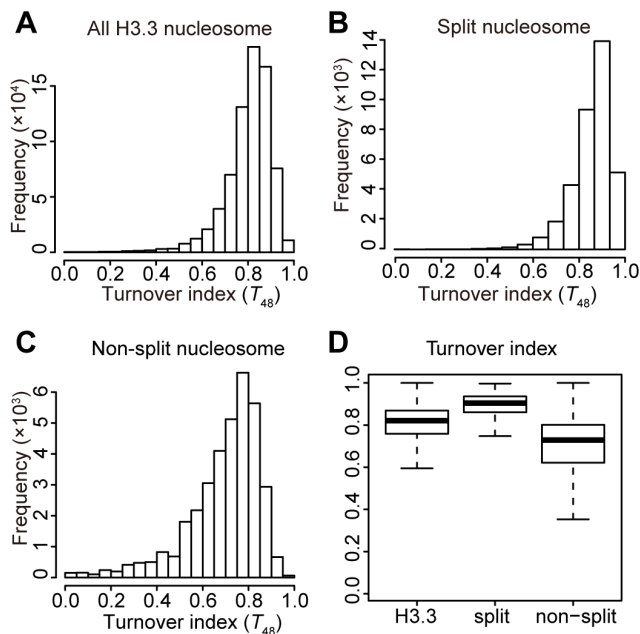 A
All H3.3 nucleosome
Frequency (×10⁴)
15
10
5
0
0.0 0.2 0.4 0.6 0.8 1.0
Turnover index (T₄₈)
B
Split nucleosome
Frequency (×10³)
14
12
10
8
6
4
2
0
0.0 0.2 0.4 0.6 0.8 1.0
Turnover index (T₄₈)
C
Non-split nucleosome
Frequency (×10³)
6
5
4
3
2
1
0
0.0 0.2 0.4 0.6 0.8 1.0
Turnover index (T₄₈)
D
Turnover index
1.0
0.8
0.6
0.4
0.2
0.0
H3.3 split non−split